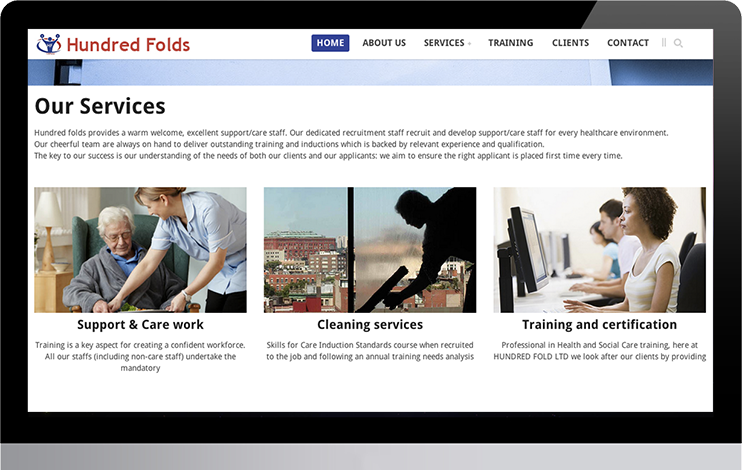 Hundred Folds
HOME ABOUT US SERVICES TRAINING CLIENTS CONTACT
Our Services
Hundred folds provides a warm welcome, excellent support/care staff. Our dedicated recruitment staff recruit and develop support/care staff for every healthcare environment.
Our cheerful team are always on hand to deliver outstanding training and inductions which is backed by relevant experience and qualification.
The key to our success is our understanding of the needs of both our clients and our applicants: we aim to ensure the right applicant is placed first time every time.
Support & Care work
Training is a key aspect for creating a confident workforce.
All our staffs (including non-care staff) undertake the
mandatory
Cleaning services
Skills for Care Induction Standards course when recruited
to the job and following an annual training needs analysis
Training and certification
Professional in Health and Social Care training, here at
HUNDRED FOLD LTD we look after our clients by providing